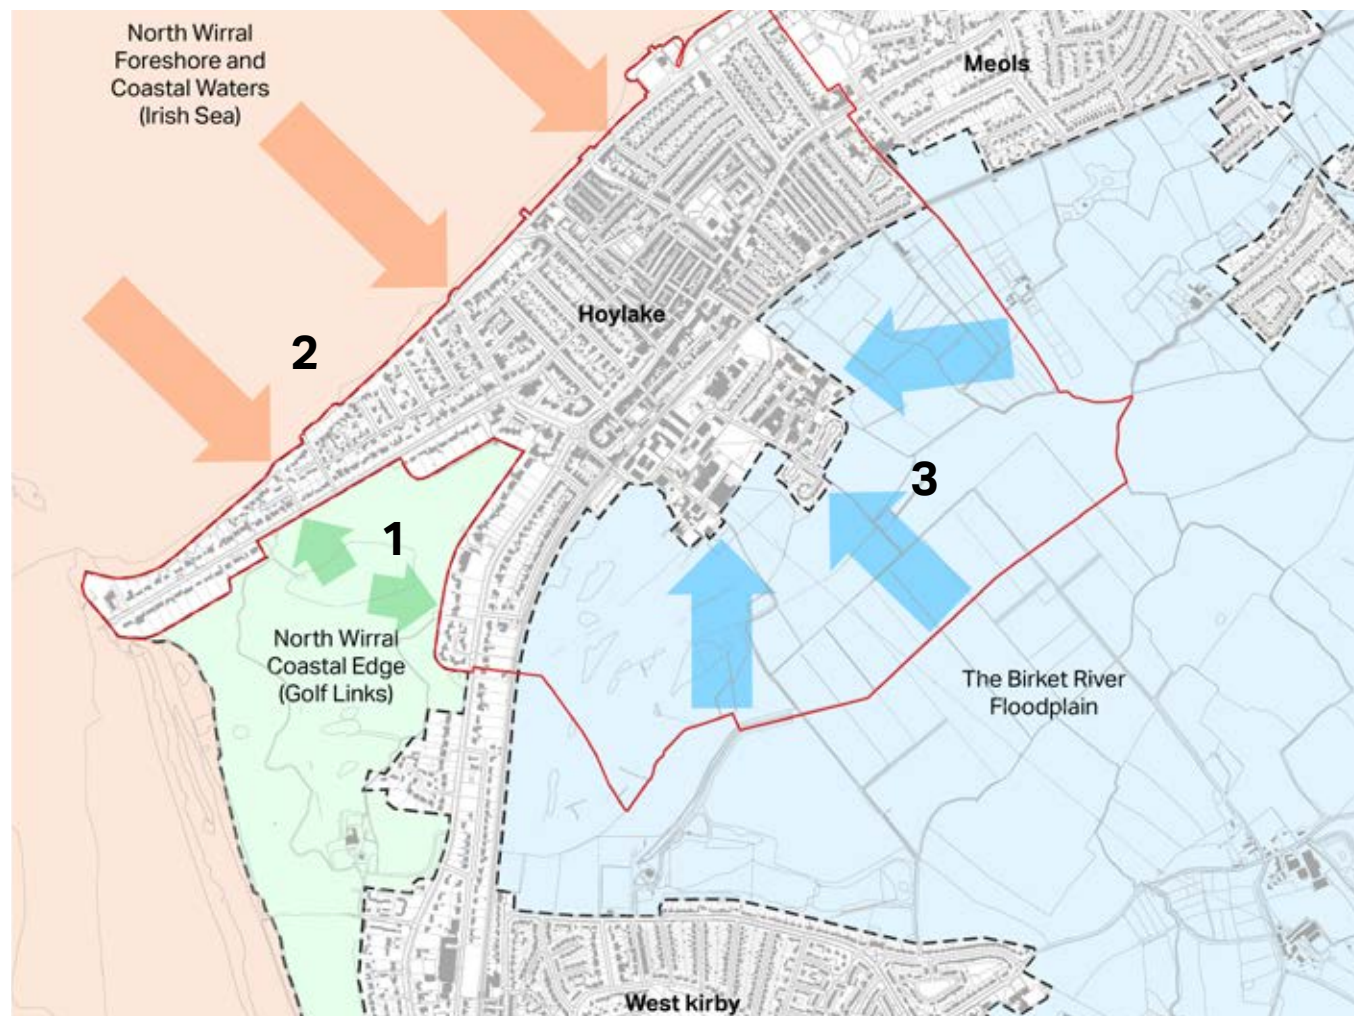 North Wirral
Foreshore and
Coastal Waters
(Irish Sea)
Meols
Hoylake
2
3
1
North Wirral
Coastal Edge
(Golf Links)
The Birket River
Floodplain
West kirby